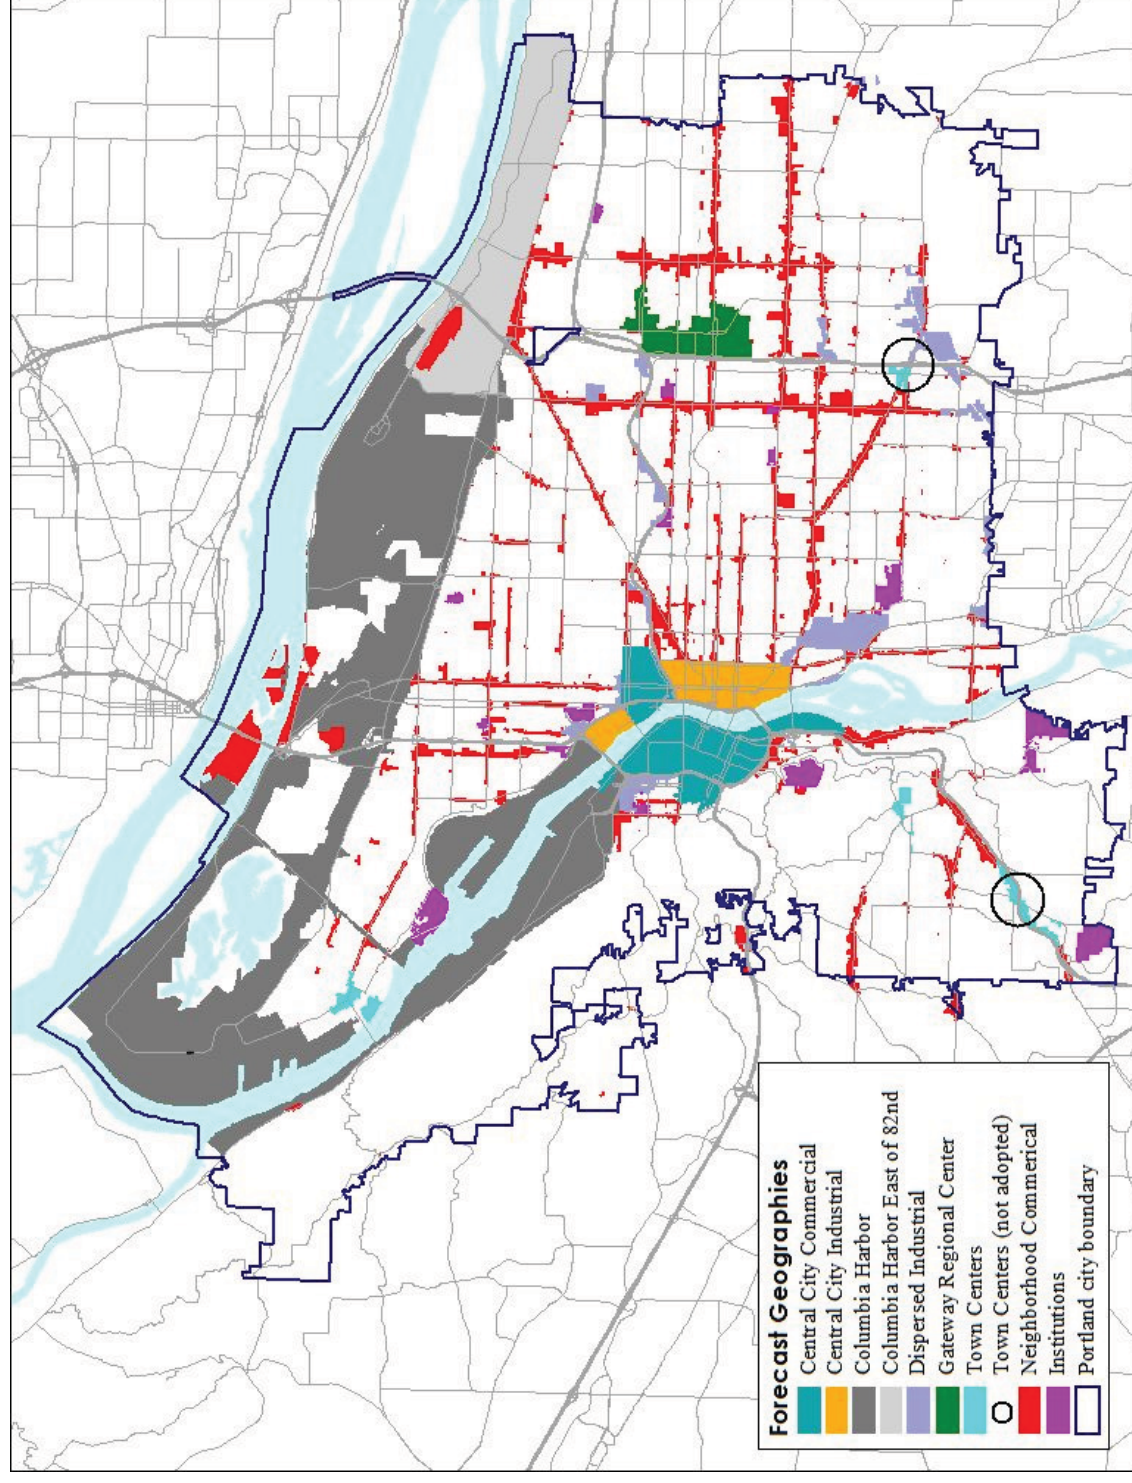 Forecast Geographies
Central City Commercial
Central City Industrial
Columbia Harbor
Columbia Harbor East of 82nd
Dispersed Industrial
Gateway Regional Center
Town Centers
Town Centers (not adopted)
Neighborhood Commerical
Institutions
Portland city boundary